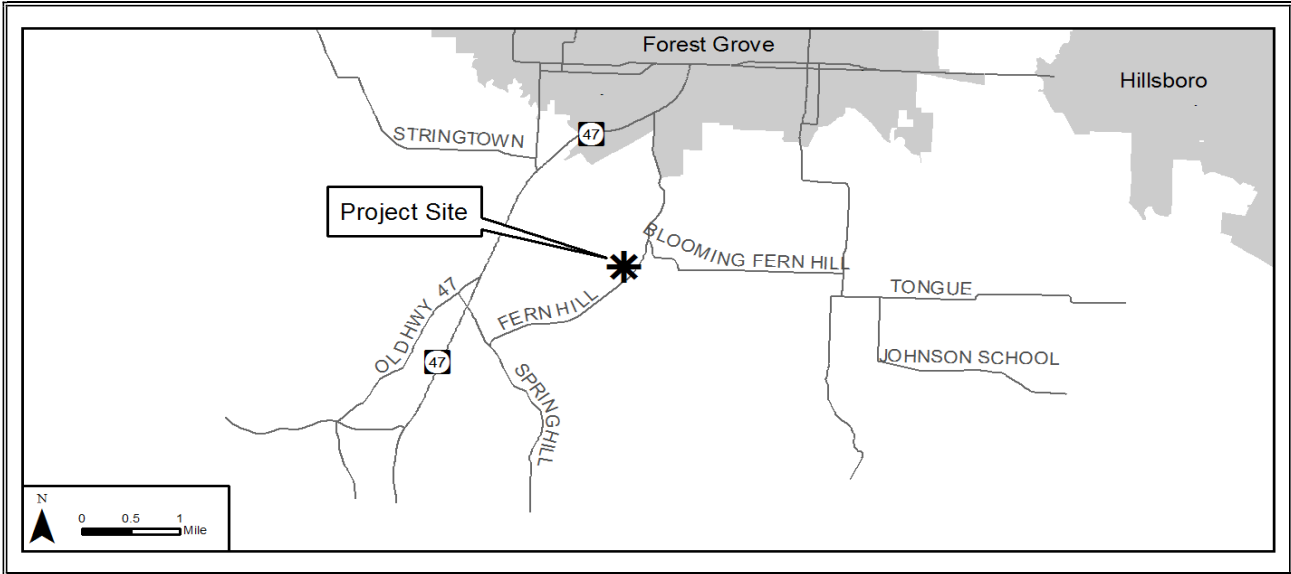 Forest Grove
Hillsboro
47
STRINGTOWN
Project Site
BLOOMING FERN HILL
TONGUE
OLD HWY 47
FERN HILL
47
JOHNSON SCHOOL
SPRINGHILL
N
0 0.5 1
Mile